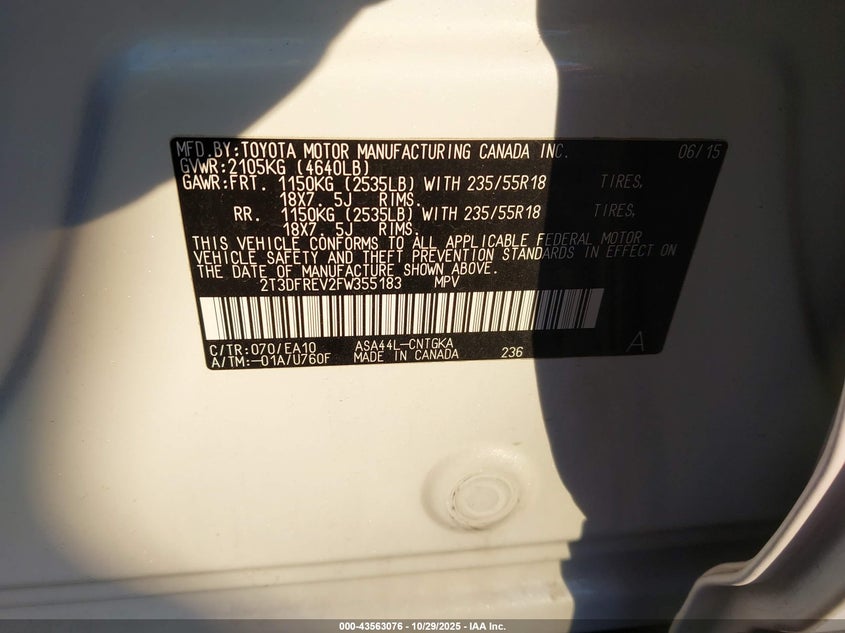 MFD. BY: TOYOTA MOTOR MANUFACTURING CANADA INC. 06/15
GVWR: 2105KG (4640LB)
GAWR: FRT. 1150KG (2535LB) WITH 235/55R18 TIRES,
18X7. 5J RIMS.
RR. 1150KG (2535LB) WITH 235/55R18 TIRES,
18X7. 5J RIMS.
THIS VEHICLE CONFORMS TO ALL APPLICABLE FEDERAL MOTOR
VEHICLE SAFETY AND THEFT PREVENTION STANDARDS IN EFFECT ON
THE DATE OF MANUFACTURE SHOWN ABOVE.
2T3DFREV2FW355183 MPV
C/TR: 070/EA10 ASA44L-CNTGKA A
A/TM: -01A/U760F MADE IN CANADA 236
000-43563076 - 10/29/2025 - IAA Inc.